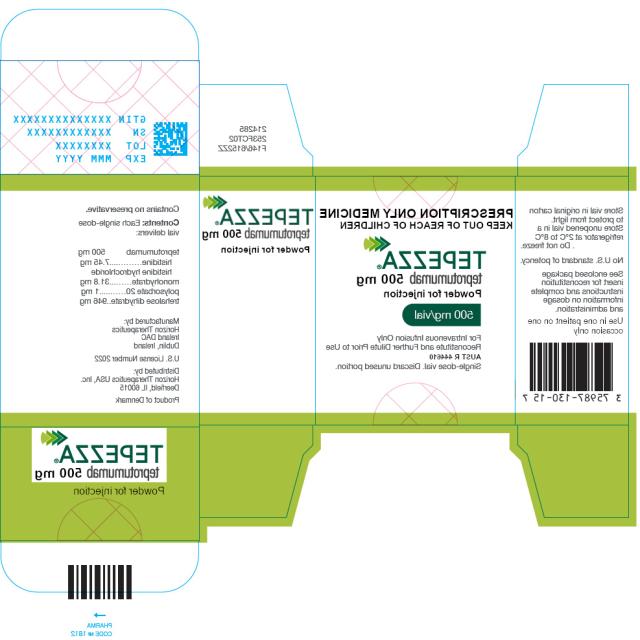 GTIN XXXXXXXXXXXXXX
SN XXXXXXXXXXXX
LOT XXXXXXX
EXP MMM YYYY
214285
2S3FCT02
F146/615ZZ
Contains no preservative.
Contents: Each single-dose
vial delivers:
teprotumumab 500 mg
histidine............7.45 mg
histidine hydrochloride
monohydrate.......31.8 mg
polysorbate 20..........1 mg
trehalose dihydrate..946 mg
Manufactured by:
Horizon Therapeutics
Ireland DAC
Dublin, Ireland
U.S. License Number 2022
Distributed by:
Horizon Therapeutics USA, Inc.
Deerfield, IL 60015
Product of Denmark
TEPEZZA®
teprotumumab 500 mg
Powder for injection
PRESCRIPTION ONLY MEDICINE
KEEP OUT OF REACH OF CHILDREN
TEPEZZA®
teprotumumab 500 mg
Powder for injection
500 mg/vial
For Intravenous Infusion Only
Reconstitute and Further Dilute Prior to Use
AUST R 444610
Single-dose vial. Discard unused portion.
Store vial in original carton
to protect from light.
Store unopened vial in a
refrigerator at 2°C to 8°C
. Do not freeze.
No U.S. standard of potency.
See enclosed package
insert for reconstitution
instructions and complete
information on dosage
and administration.
Use in one patient on one
occasion only
3 75987-130-15 7
TEPEZZA®
teprotumumab 500 mg
Powder for injection
PHARMA
CODE № 1812